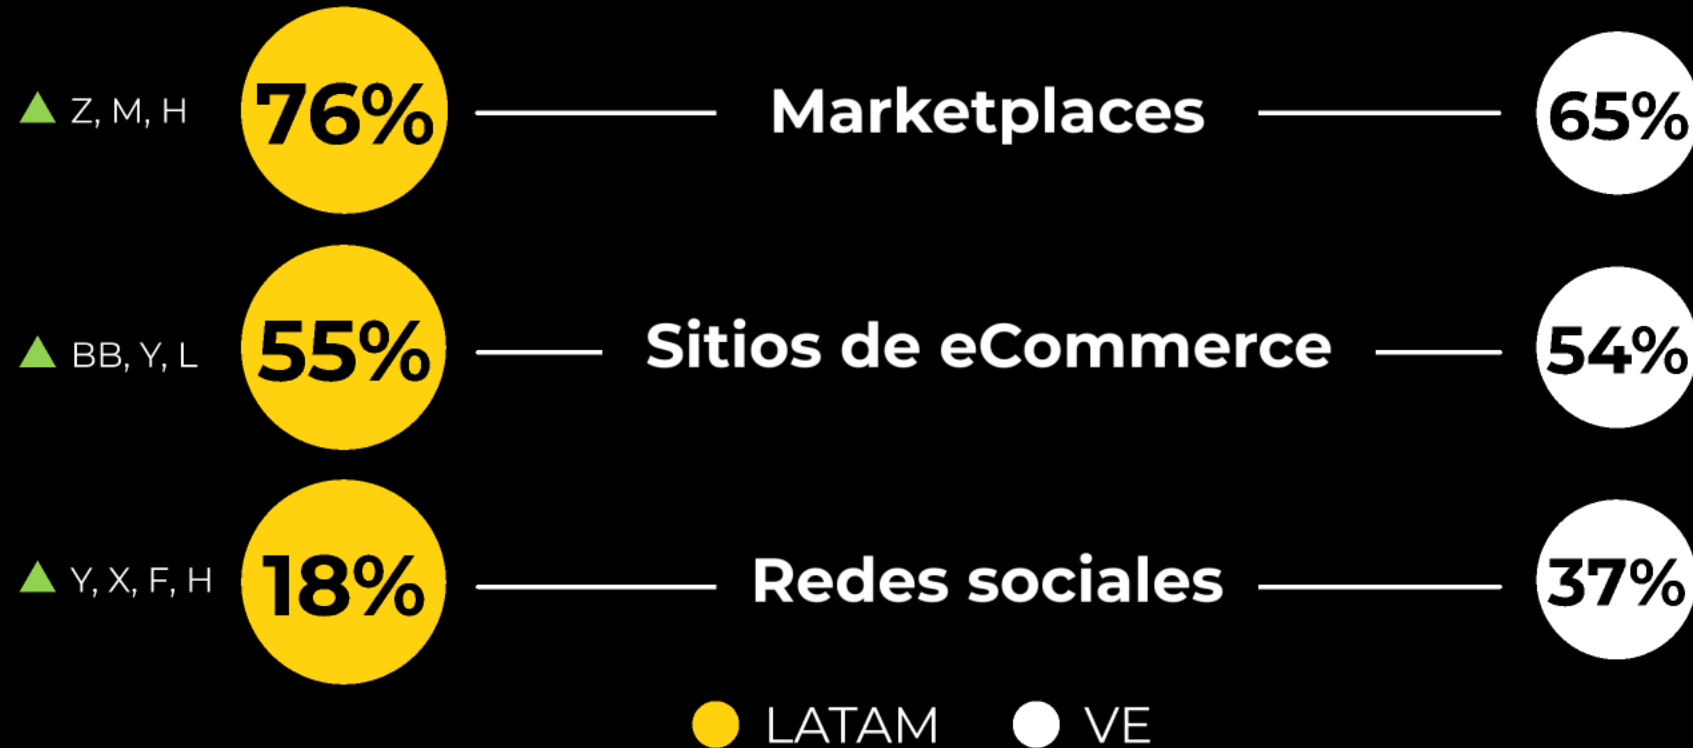 Z, M, H 76% Marketplaces 65%
BB, Y, L 55% Sitios de eCommerce 54%
Y, X, F, H 18% Redes sociales 37%
LATAM VE